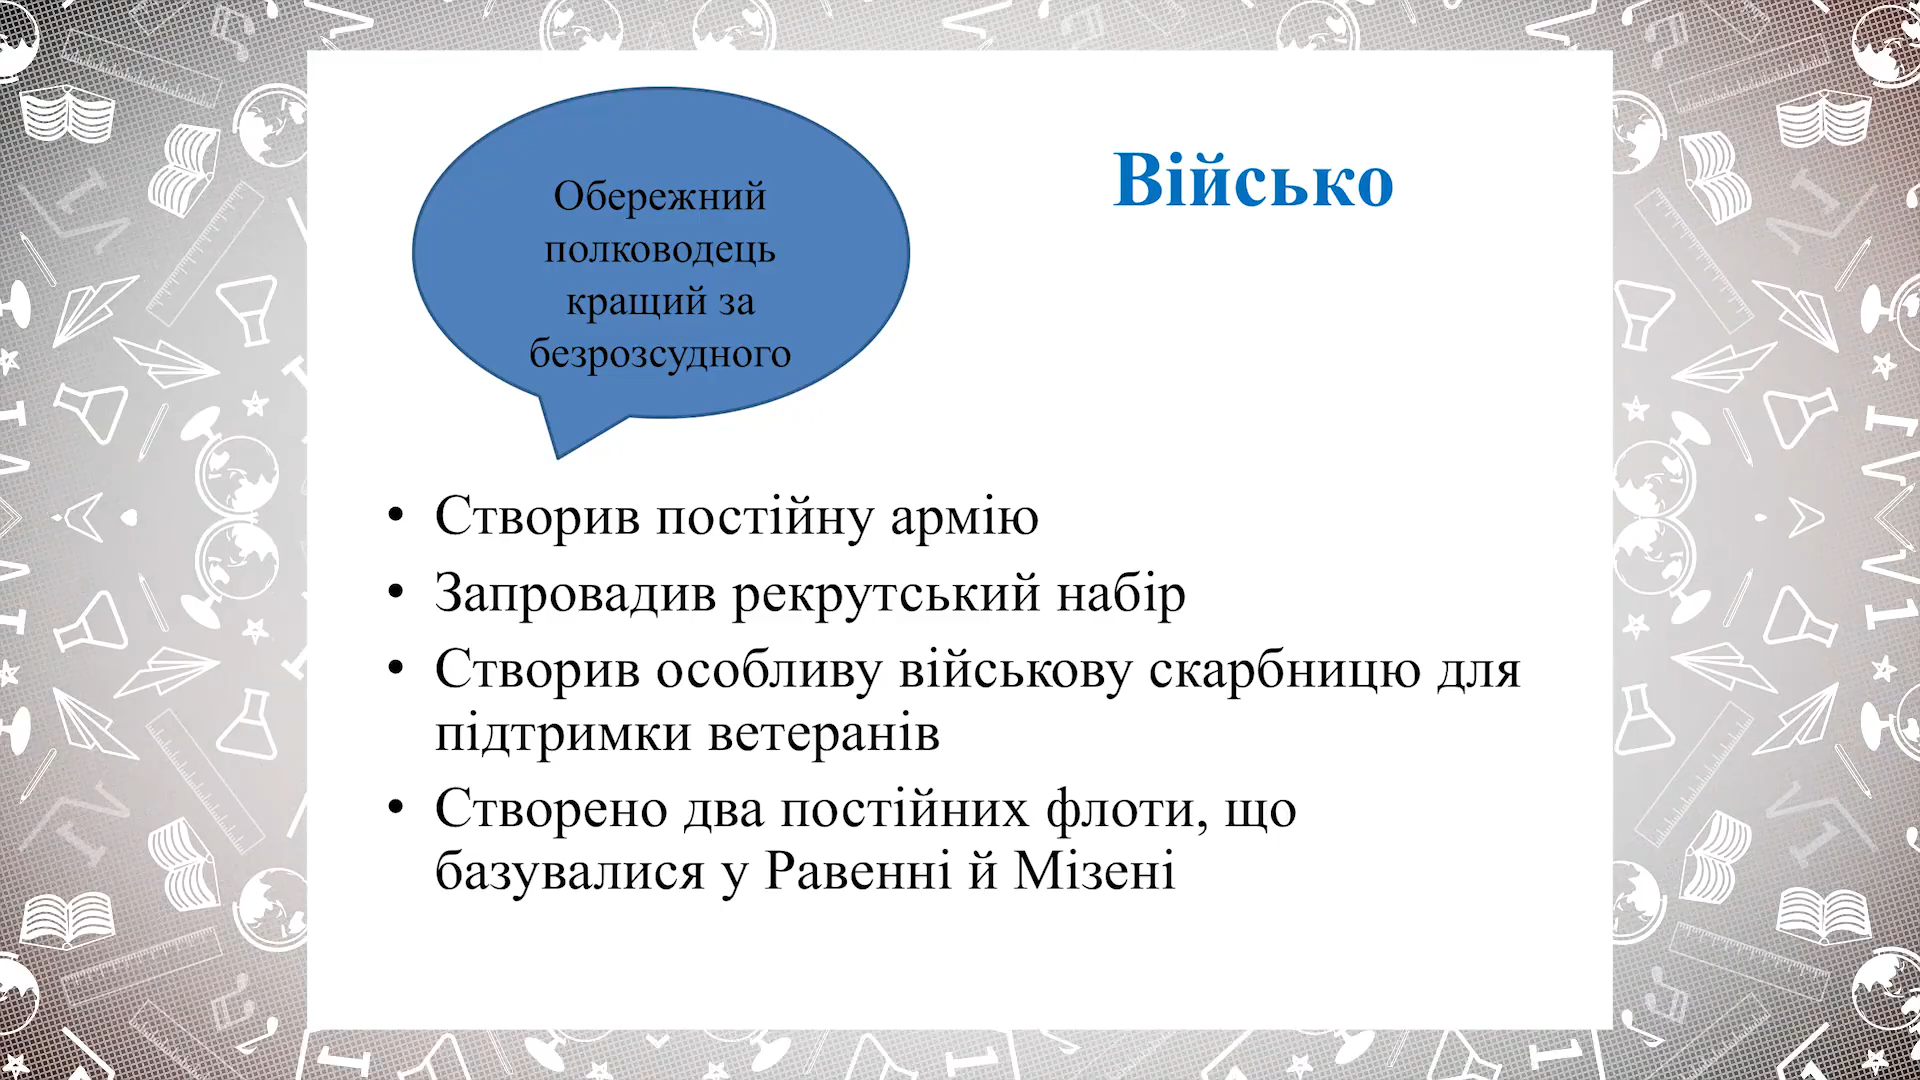 Обережний
полководець
кращий за
безрозсудного
Військо
• Створив постійну армію
• Запровадив рекрутський набір
• Створив особливу військову скарбницю для
підтримки ветеранів
• Створено два постійних флоти, що
базувалися у Равенні й Мізені